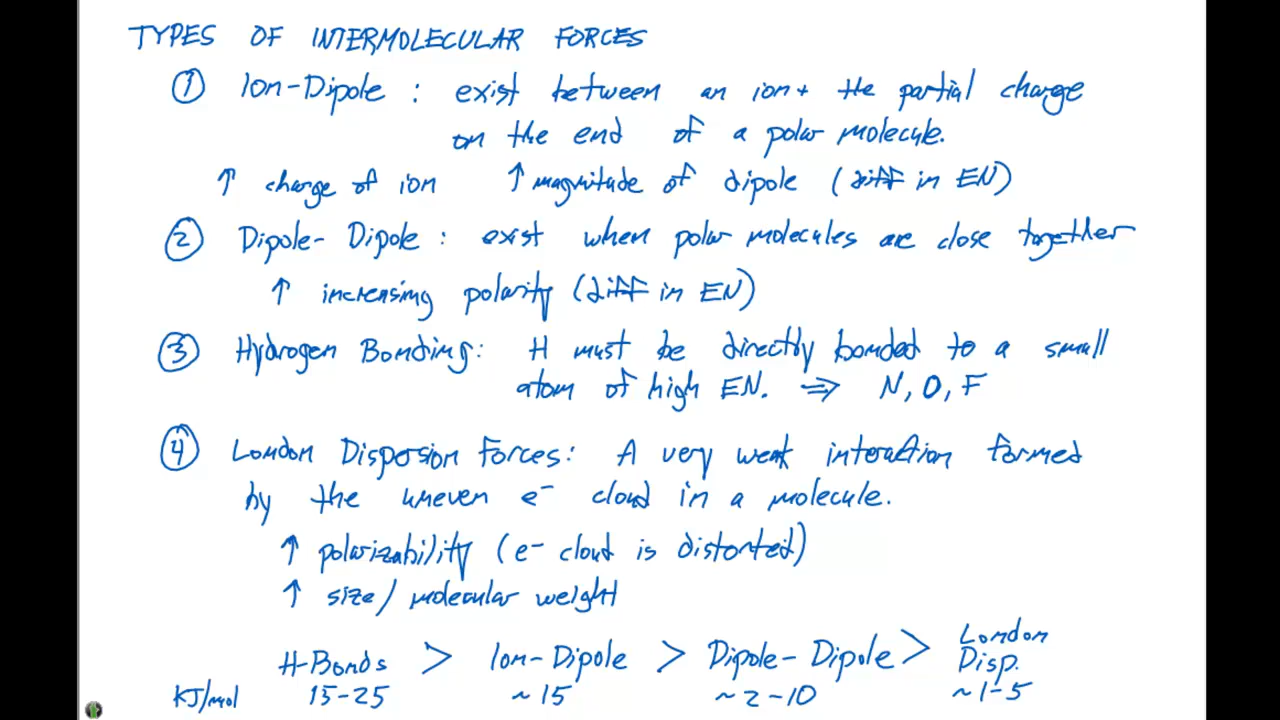 TYPES OF INTERMOLECULAR FORCES
① Ion-Dipole : exist between an ion + the partial charge
on the end of a polar molecule.
↑ charge of ion ↑ magnitude of dipole (diff in EN)
② Dipole-Dipole : exist when polar molecules are close together
↑ increasing polarity (diff in EN)
③ Hydrogen Bonding: H must be directly bonded to a small
atom of high EN. ⇒ N, O, F
④ London Dispersion Forces: A very weak interaction formed
by the uneven e⁻ cloud in a molecule.
↑ polarizability (e⁻ cloud is distorted)
↑ size/molecular weight
H-Bonds > Ion-Dipole > Dipole-Dipole > London Disp.
KJ/mol 15-25 ~15 ~2-10 ~1-5